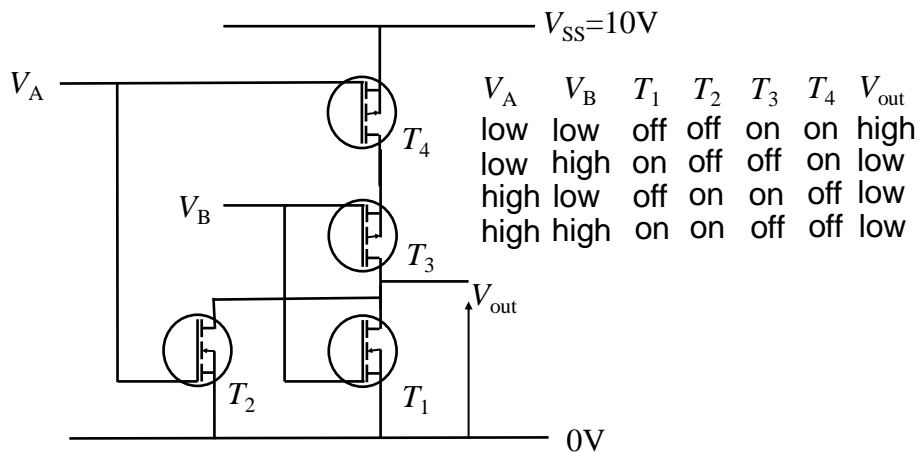 V_SS=10V
V_A
T_4
V_A V_B T_1 T_2 T_3 T_4 V_out
low low off off on on high
low high on off off on low
high low off on on off low
high high on on off off low
V_B
T_3
V_out
T_2
T_1
0V